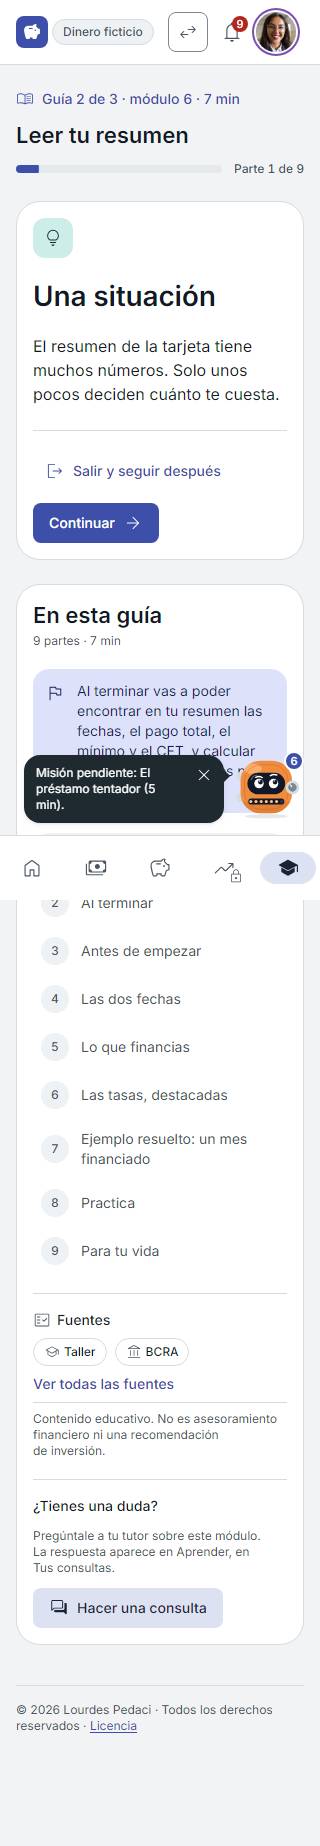 Dinero ficticio
9
Guía 2 de 3 · módulo 6 · 7 min
Leer tu resumen
Parte 1 de 9
Una situación
El resumen de la tarjeta tiene
muchos números. Solo unos
pocos deciden cuánto te cuesta.
Salir y seguir después
Continuar
En esta guía
9 partes · 7 min
Al terminar vas a poder
encontrar en tu resumen las
fechas, el pago total, el
mínimo y el CFT, y calcular
Misión pendiente: El
préstamo tentador (5
min).
6
2 Al terminar
3 Antes de empezar
4 Las dos fechas
5 Lo que financias
6 Las tasas, destacadas
7 Ejemplo resuelto: un mes
financiado
8 Practica
9 Para tu vida
Fuentes
Taller BCRA
Ver todas las fuentes
Contenido educativo. No es asesoramiento
financiero ni una recomendación
de inversión.
¿Tienes una duda?
Pregúntale a tu tutor sobre este módulo.
La respuesta aparece en Aprender, en
Tus consultas.
Hacer una consulta
© 2026 Lourdes Pedaci · Todos los derechos
reservados · Licencia